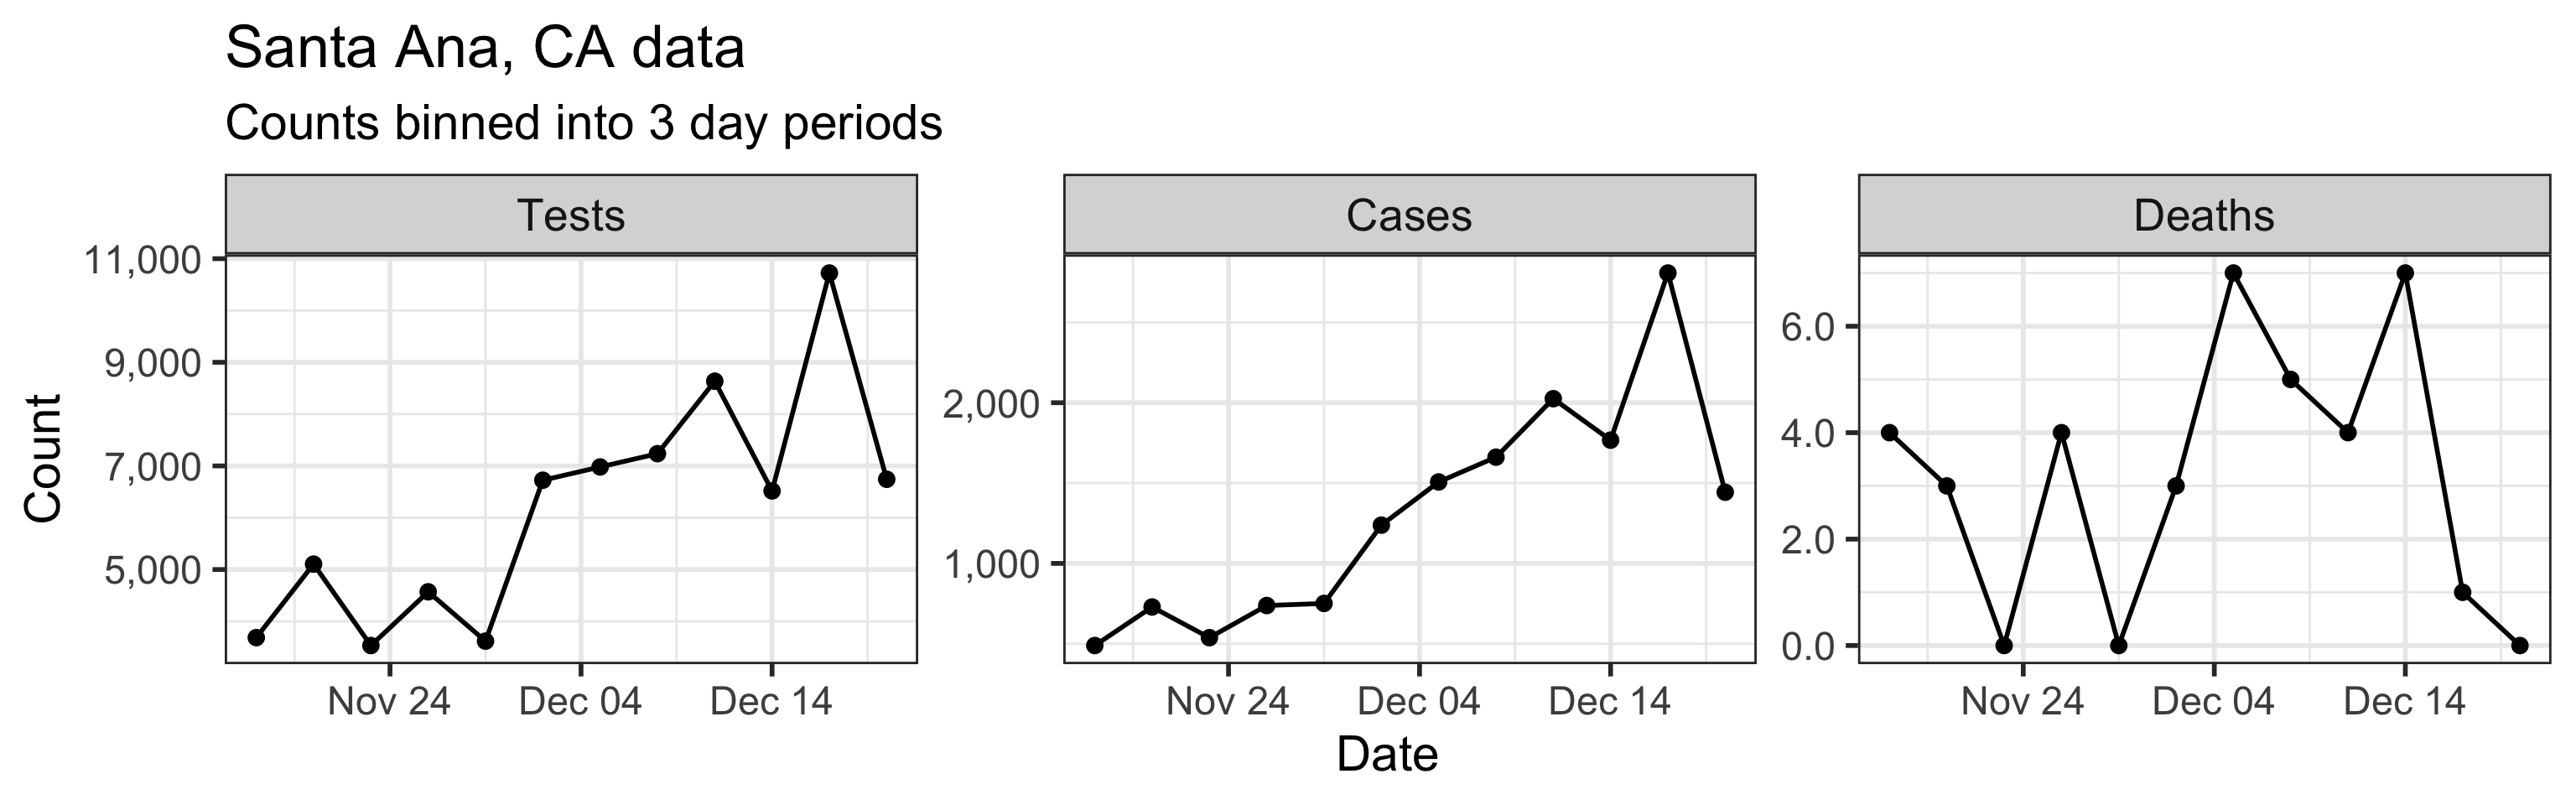 Santa Ana, CA data
Counts binned into 3 day periods
Tests
Cases
Deaths
Count
11,000
9,000
7,000
5,000
2,000
1,000
6.0
4.0
2.0
0.0
Nov 24 Dec 04 Dec 14
Nov 24 Dec 04 Dec 14
Nov 24 Dec 04 Dec 14
Date